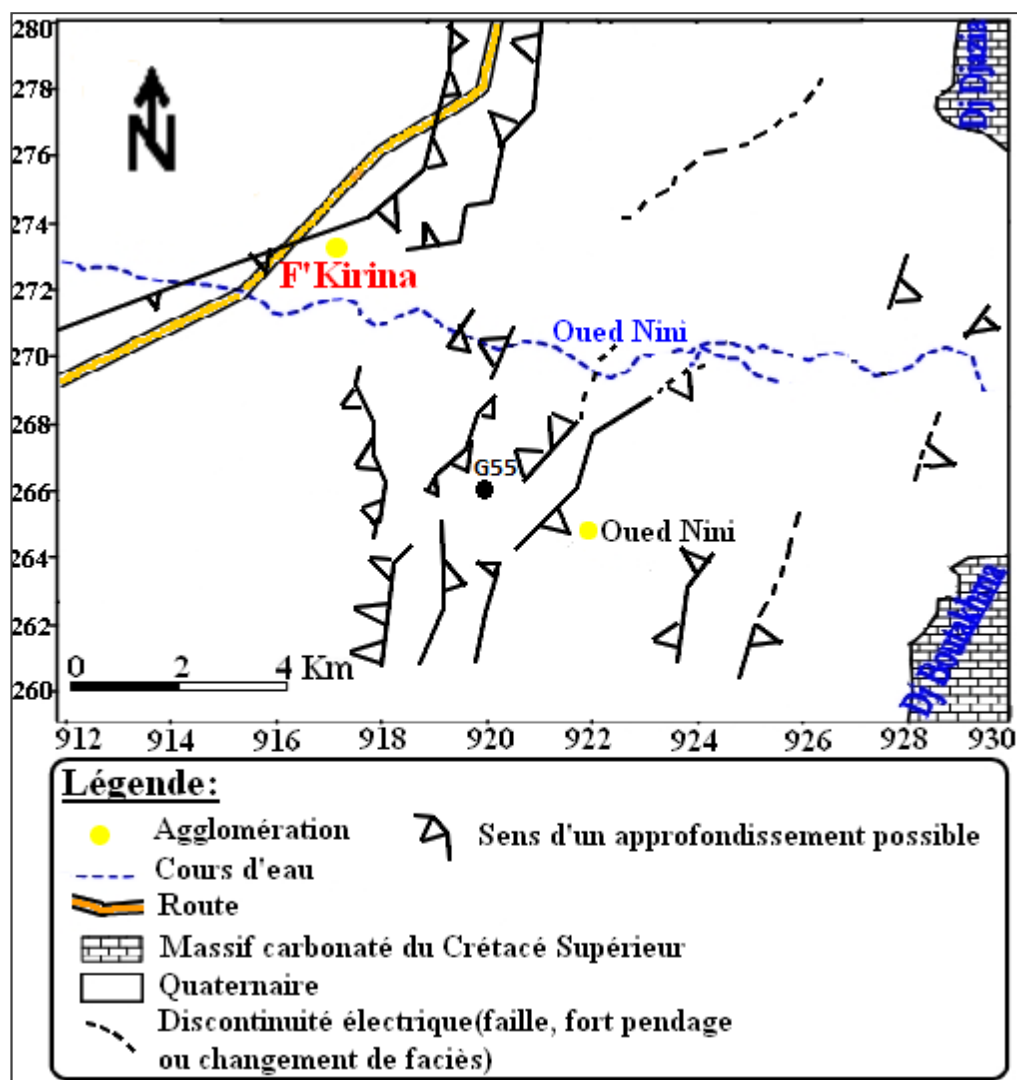 280
278
276
274
272
270
268
266
264
262
260
N
Dj Djazia
F'Kirina
Oued Nini
G55
Oued Nini
Dj Boutakhma
0 2 4 Km
912 914 916 918 920 922 924 926 928 930
Légende:
Agglomération
Sens d'un approfondissement possible
Cours d'eau
Route
Massif carbonaté du Crétacé Supérieur
Quaternaire
Discontinuité électrique(faille, fort pendage
ou changement de faciès)